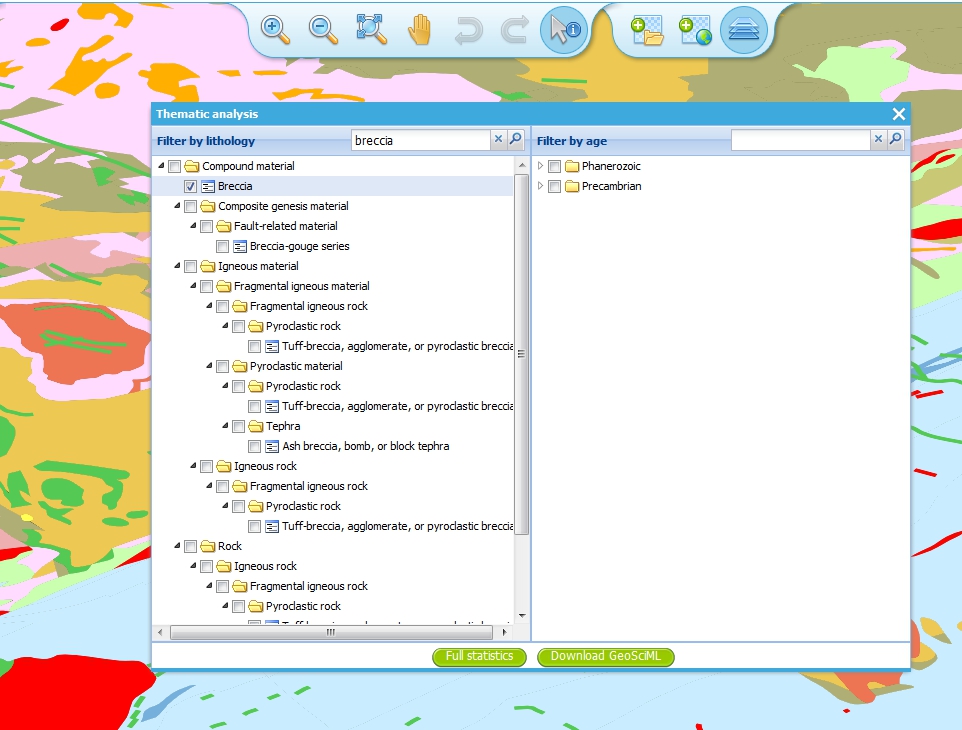 Thematic analysis
Filter by lithology
breccia
Filter by age
Compound material
Breccia
Composite genesis material
Fault-related material
Breccia-gouge series
Igneous material
Fragmental igneous material
Fragmental igneous rock
Pyroclastic rock
Tuff-breccia, agglomerate, or pyroclastic breccia
Pyroclastic material
Pyroclastic rock
Tuff-breccia, agglomerate, or pyroclastic breccia
Tephra
Ash breccia, bomb, or block tephra
Igneous rock
Fragmental igneous rock
Pyroclastic rock
Tuff-breccia, agglomerate, or pyroclastic breccia
Rock
Igneous rock
Fragmental igneous rock
Pyroclastic rock
Phanerozoic
Precambrian
Full statistics
Download GeoSciML